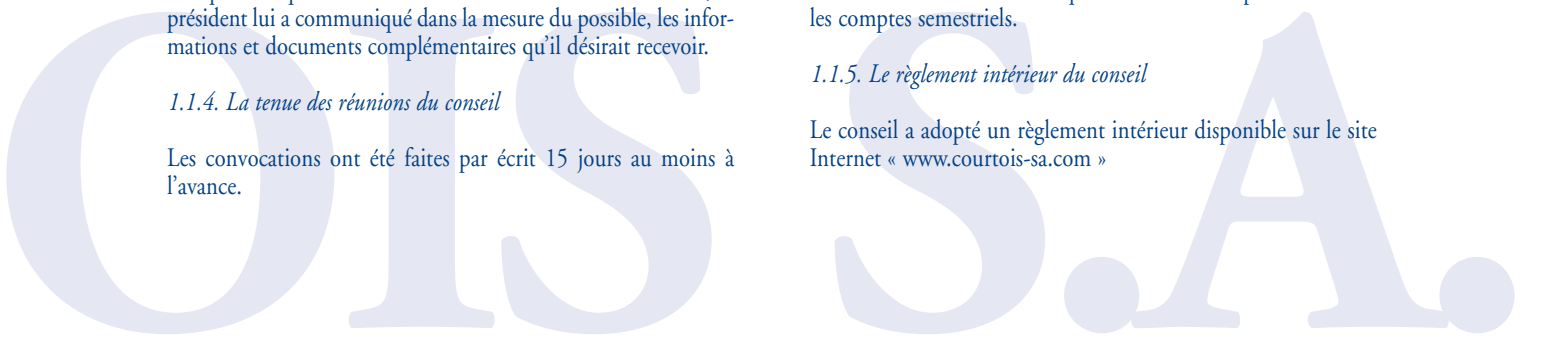 président lui a communiqué dans la mesure du possible, les infor-
mations et documents complémentaires qu'il désirait recevoir.
1.1.4. La tenue des réunions du conseil
Les convocations ont été faites par écrit 15 jours au moins à
l'avance.
les comptes semestriels.
1.1.5. Le règlement intérieur du conseil
Le conseil a adopté un règlement intérieur disponible sur le site
Internet « www.courtois-sa.com »
OIS S.A.